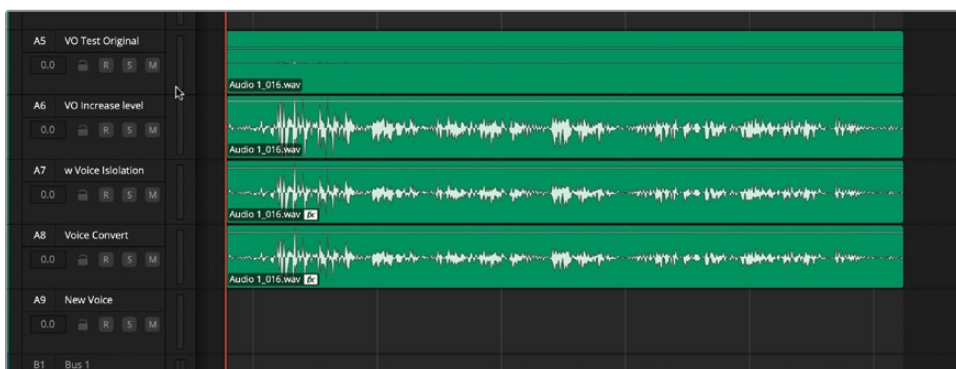 A5 VO Test Original
0.0 R S M
Audio 1_016.wav
A6 VO Increase level
0.0 R S M
Audio 1_016.wav
A7 w Voice Islolation
0.0 R S M
Audio 1_016.wav fx
A8 Voice Convert
0.0 R S M
Audio 1_016.wav fx
A9 New Voice
0.0 R S M
B1 Bus 1